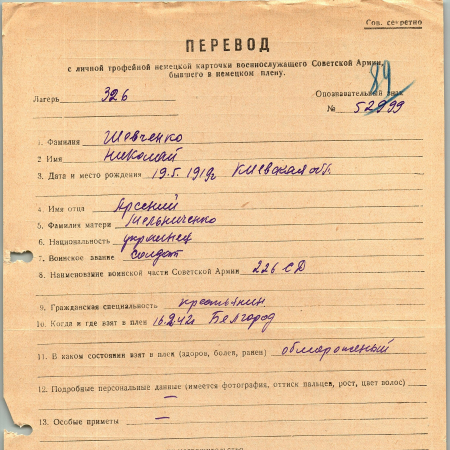 Сов. секретно
ПЕРЕВОД
с личной трофейной немецкой карточки военнослужащего Советской Армии,
бывшего в немецком плену.
84
Лагерь 326 Опознавательный знак
№ 52999
1. Фамилия Шевченко
2 Имя Николай
3. Дата и место рождения 19.5.1919г Киевская обл.
4. Имя отца Арсений
5. Фамилия матери Мельниченко
6. Национальность украинец
7. Воинское звание солдат
8. Наименование воинской части Советской Армии 226 СД
9. Гражданская специальность крестьянин
10. Когда и где взят в плен 16.2.42г Белгород
11. В каком состоянии взят в плен (здоров, болен, ранен) обмороженый
12. Подробные персональные данные (имеется фотография, оттиск пальцев, рост, цвет волос)
—
13. Особые приметы —